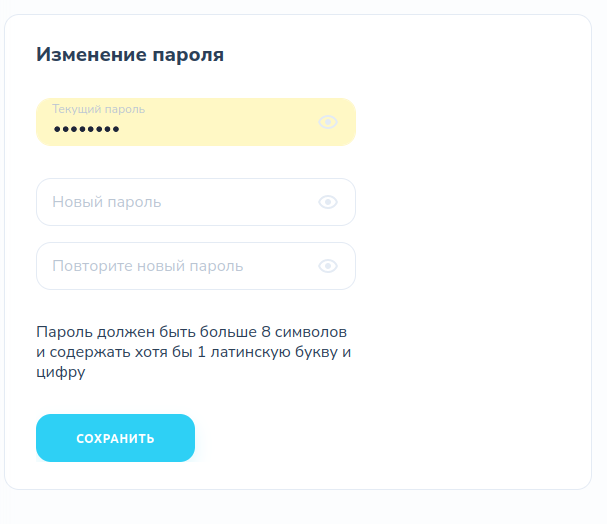 Изменение пароля
Текущий пароль
••••••••
Новый пароль
Повторите новый пароль
Пароль должен быть больше 8 символов
и содержать хотя бы 1 латинскую букву и
цифру
СОХРАНИТЬ